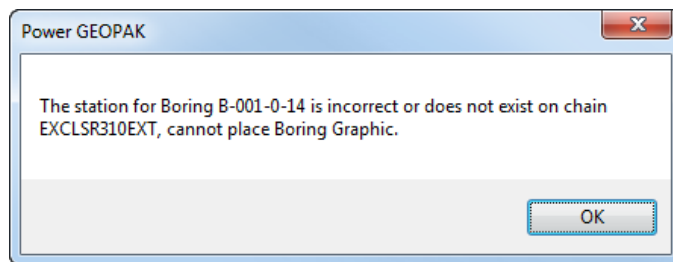 Power GEOPAK
The station for Boring B-001-0-14 is incorrect or does not exist on chain
EXCLSR310EXT, cannot place Boring Graphic.
OK